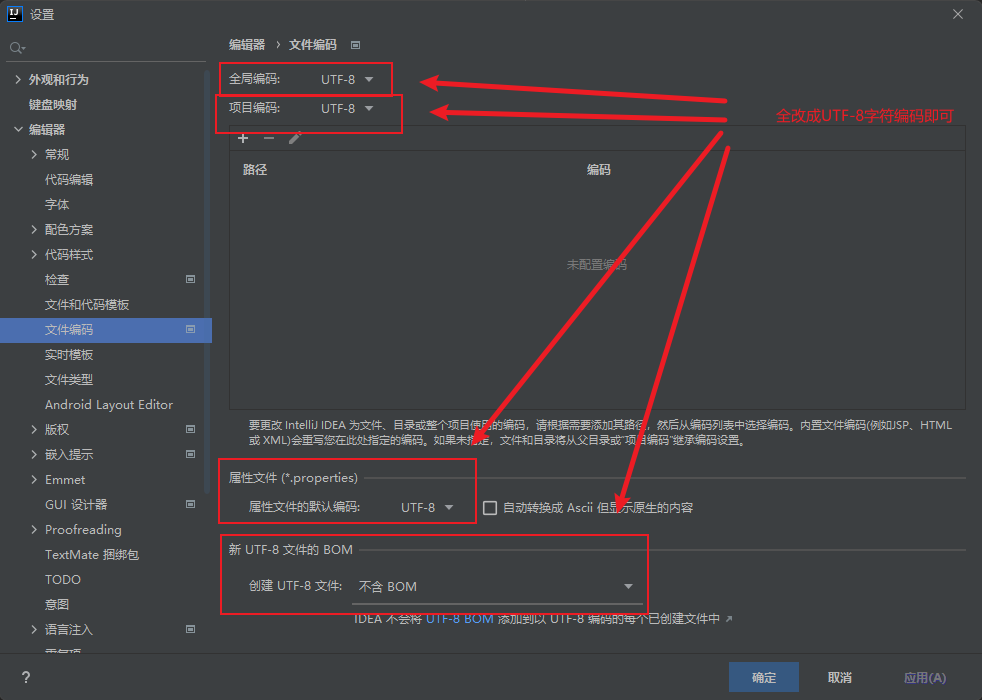 设置
编辑器 › 文件编码
外观和行为
键盘映射
编辑器
常规
代码编辑
字体
配色方案
代码样式
检查
文件和代码模板
文件编码
实时模板
文件类型
Android Layout Editor
版权
嵌入提示
Emmet
GUI 设计器
Proofreading
TextMate 捆绑包
TODO
意图
语言注入
全局编码: UTF-8
项目编码: UTF-8
全改成UTF-8字符编码即可
路径 编码
未配置编码
要更改 IntelliJ IDEA 为文件、目录或整个项目使用的编码，请根据需要添加其路径，然后从编码列表中选择编码。内置文件编码(例如JSP、HTML
或 XML)会重写您在此处指定的编码。如果未指定，文件和目录将从父目录或"项目编码"继承编码设置。
属性文件 (*.properties)
属性文件的默认编码: UTF-8 自动转换成 Ascii 但显示原生的内容
新 UTF-8 文件的 BOM
创建 UTF-8 文件: 不含 BOM
IDEA 不会将 UTF-8 BOM 添加到以 UTF-8 编码的每个已创建文件中 ↗
? 确定 取消 应用(A)